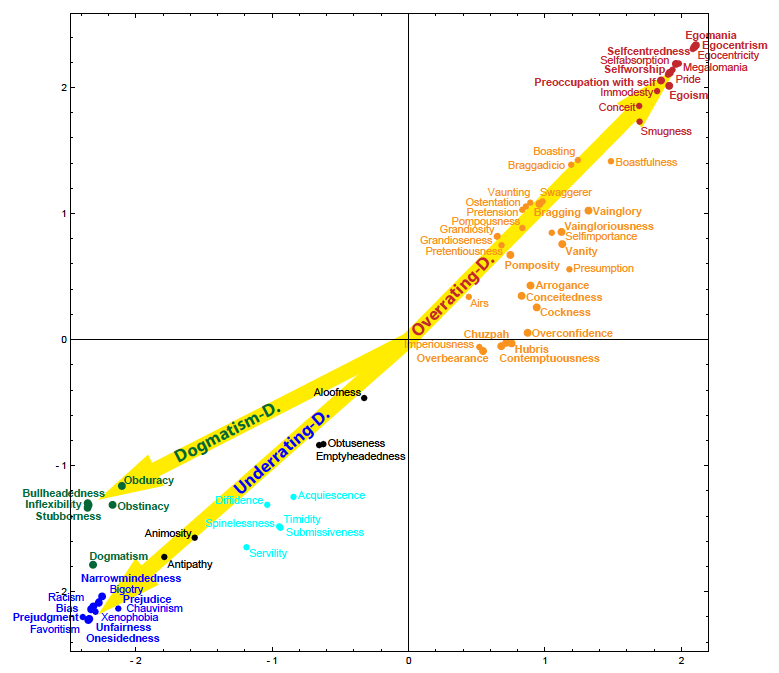 Egomania
Selfcentredness
Egocentrism
Egocentricity
Selfabsorption
Selfworship
Megalomania
Preoccupation with self
Pride
Immodesty
Egoism
Conceit
Smugness
Boasting
Braggadicio
Boastfulness
Vaunting
Swaggerer
Ostentation
Pretension
Bragging
Vainglory
Pompousness
Grandiosity
Vaingloriousness
Grandioseness
Selfimportance
Pretentiousness
Vanity
Pomposity
Presumption
Arrogance
Airs
Conceitedness
Cockness
Chuzpah
Overconfidence
Imperiousness
Hubris
Overbearance
Contemptuousness
Overrating-D.
Dogmatism-D.
Underrating-D.
Aloofness
Obtuseness
Emptyheadedness
Obduracy
Bullheadedness
Inflexibility
Obstinacy
Stubborness
Diffidence
Acquiescence
Spinelessness
Timidity
Submissiveness
Servility
Animosity
Antipathy
Dogmatism
Narrowmindedness
Bigotry
Racism
Prejudice
Bias
Chauvinism
Prejudgment
Xenophobia
Favoritism
Unfairness
Onesidedness
2
1
0
-1
-2
-2
-1
0
1
2